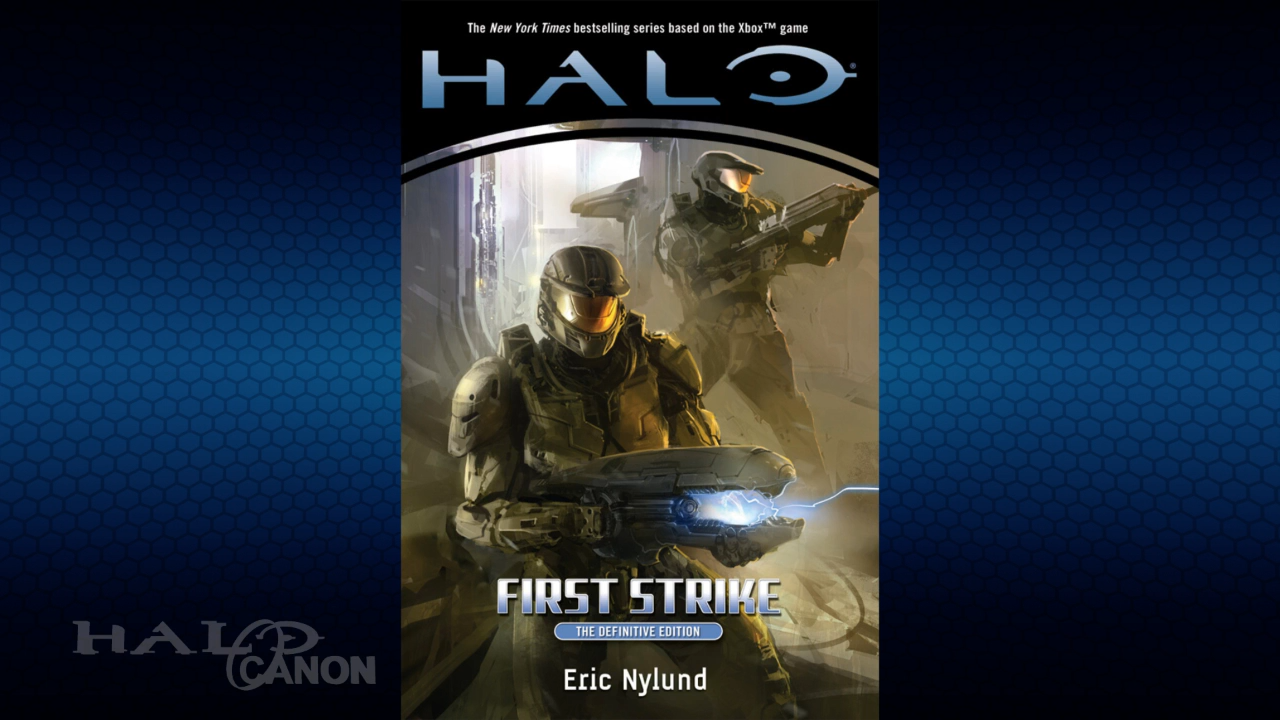 The New York Times bestselling series based on the Xbox™ game
HALO®
FIRST STRIKE
THE DEFINITIVE EDITION
Eric Nylund
HALO
CANON